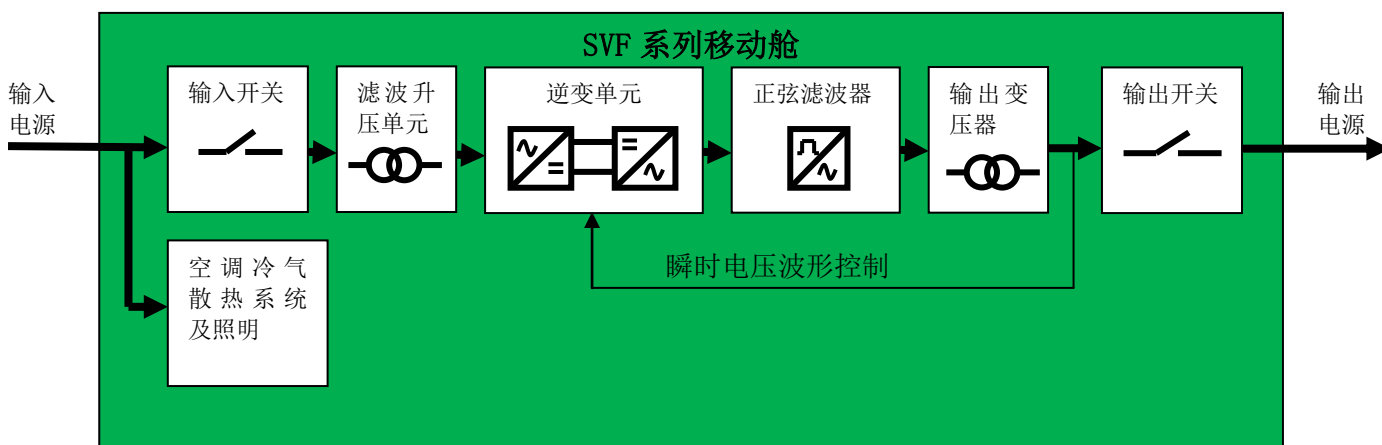 SVF 系列移动舱
输入
电源
输入开关
滤波升
压单元
逆变单元
正弦滤波器
输出变
压器
输出开关
输出
电源
瞬时电压波形控制
空调冷气
散热系统
及照明